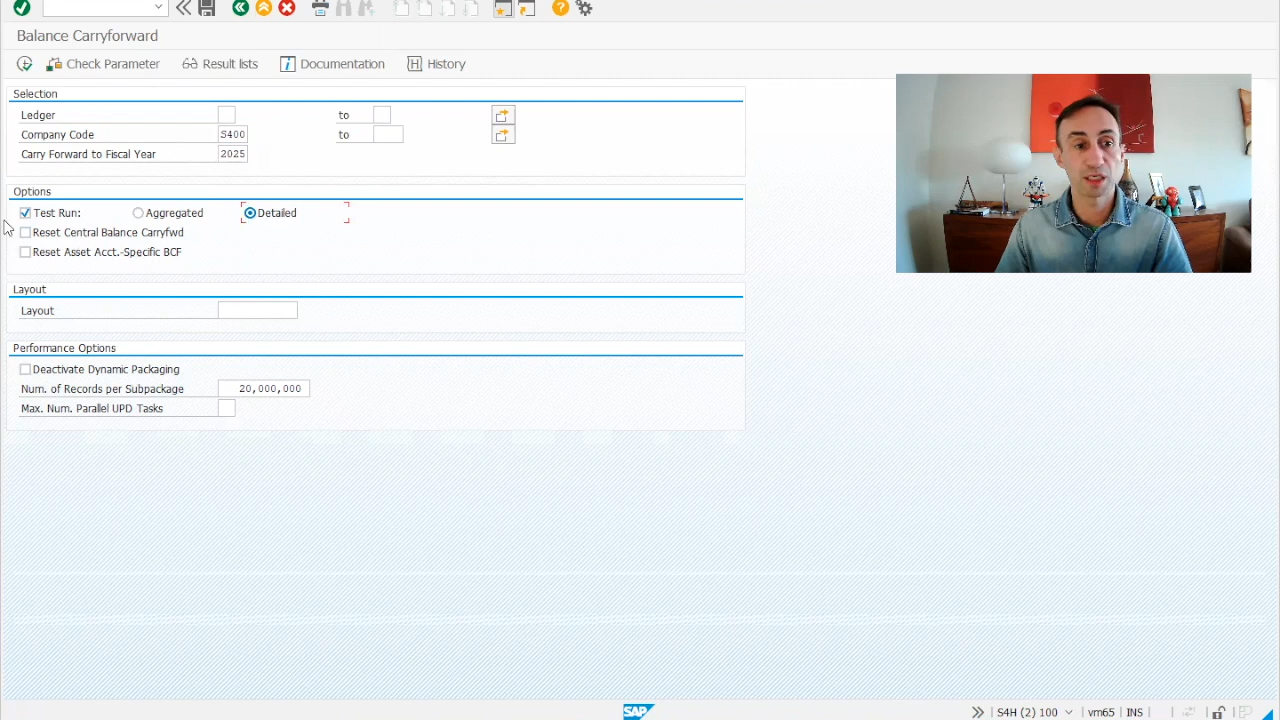 Balance Carryforward
Check Parameter Result lists Documentation History
Selection
Ledger to
Company Code S400 to
Carry Forward to Fiscal Year 2025
Options
Test Run: Aggregated Detailed
Reset Central Balance Carryfwd
Reset Asset Acct.-Specific BCF
Layout
Layout
Performance Options
Deactivate Dynamic Packaging
Num. of Records per Subpackage 20,000,000
Max. Num. Parallel UPD Tasks
SAP S4H (2) 100 vm65 INS